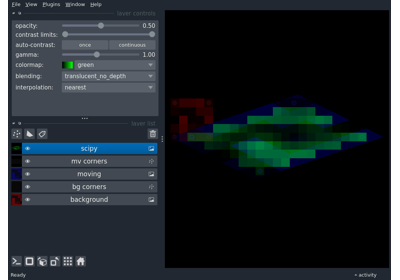 File View Plugins Window Help
layer controls
opacity: 0.50
contrast limits:
auto-contrast: once continuous
gamma: 1.00
colormap: green
blending: translucent_no_depth
interpolation: nearest
layer list
scipy
mv corners
moving
bg corners
background
Ready activity